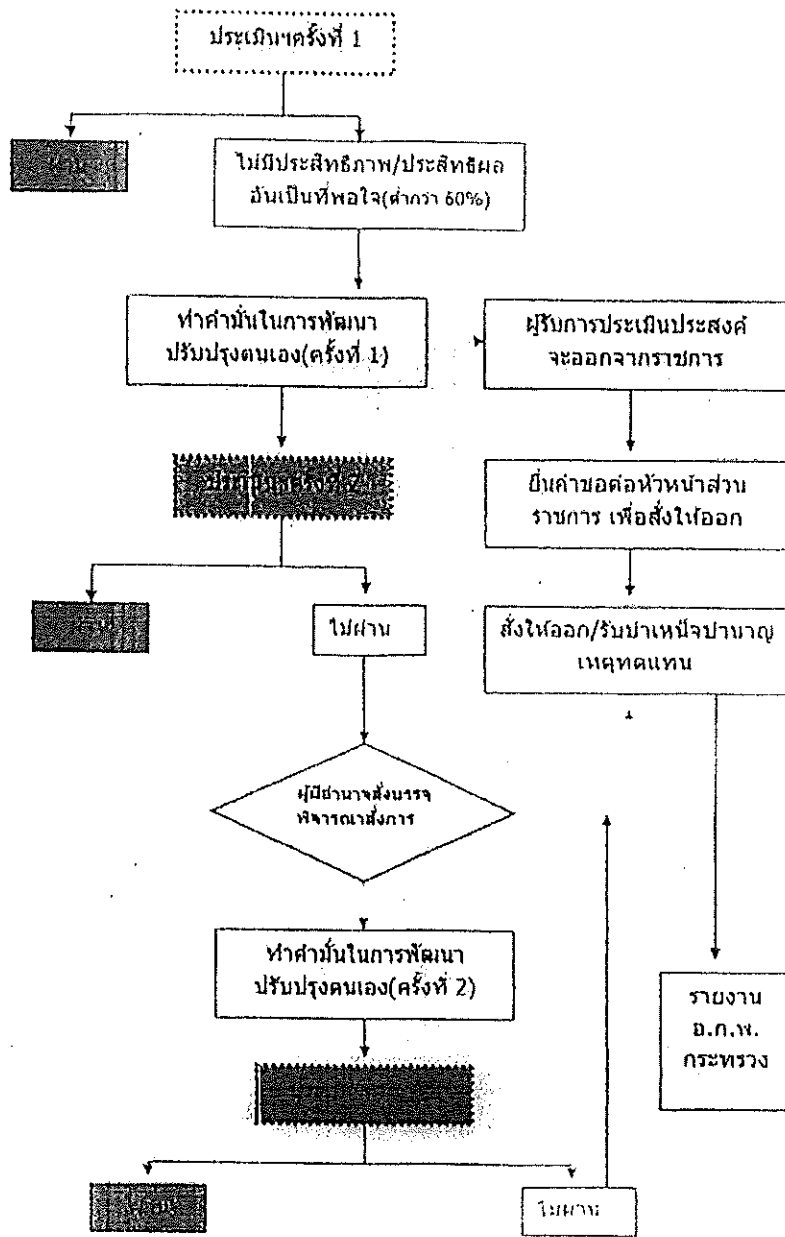 ประเมินฯครั้งที่ 1
ผ่าน
ไม่มีประสิทธิภาพ/ประสิทธิผล
อันเป็นที่พอใจ(ต่ำกว่า 60%)
ทำคำมั่นในการพัฒนา
ปรับปรุงตนเอง(ครั้งที่ 1)
ผู้รับการประเมินประสงค์
จะออกจากราชการ
ประเมินฯครั้งที่ 2
ยื่นคำขอต่อหัวหน้าส่วน
ราชการ เพื่อสั่งให้ออก
ไม่ผ่าน
สั่งให้ออก/รับบำเหน็จบำนาญ
เหตุทดแทน
ผู้มีอำนาจสั่งบรรจุ
พิจารณาสั่งการ
ทำคำมั่นในการพัฒนา
ปรับปรุงตนเอง(ครั้งที่ 2)
รายงาน
อ.ก.พ.
กระทรวง
ไม่ผ่าน